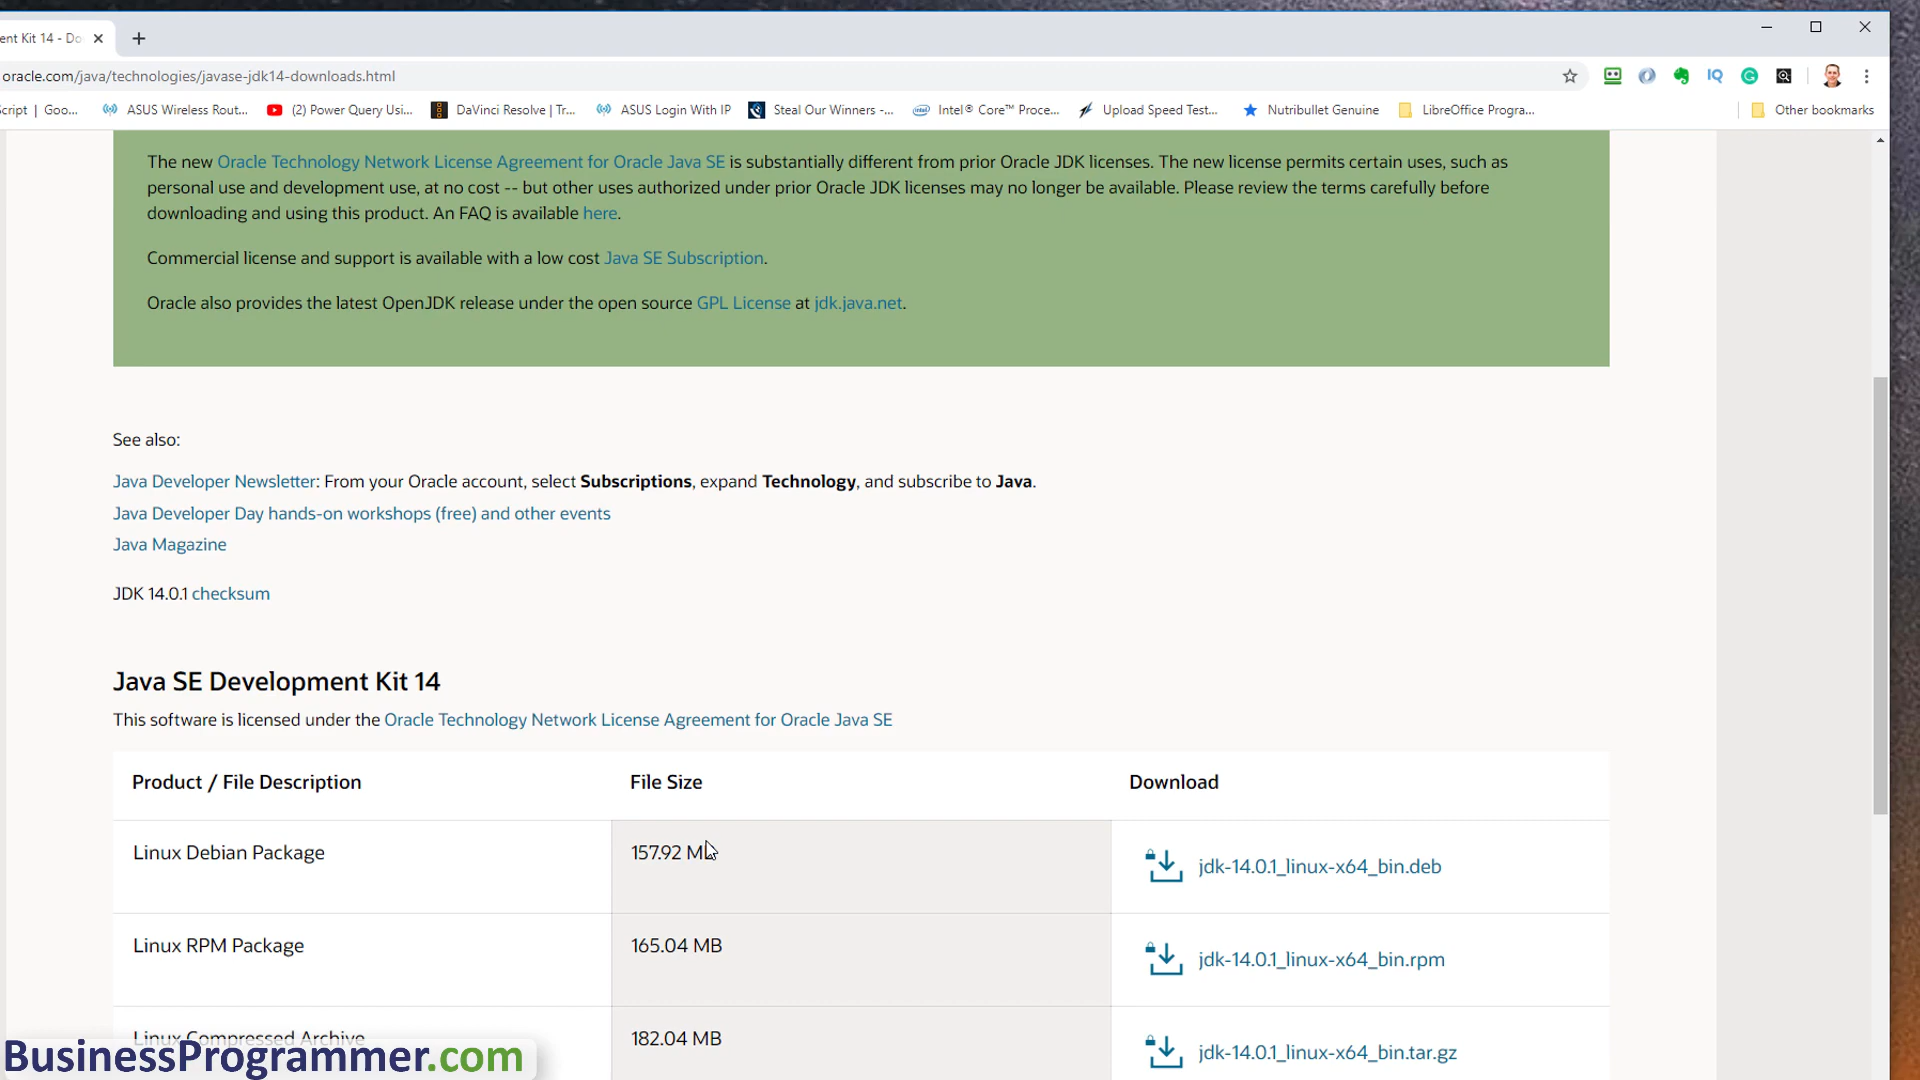 ent Kit 14 - Do
oracle.com/java/technologies/javase-jdk14-downloads.html
IQ
cript | Goo...
ASUS Wireless Rout...
(2) Power Query Usin...
DaVinci Resolve | Tr...
ASUS Login With IP
Steal Our Winners -...
Intel® Core™ Proce...
Upload Speed Test...
Nutribullet Genuine
LibreOffice Progra...
Other bookmarks
The new Oracle Technology Network License Agreement for Oracle Java SE is substantially different from prior Oracle JDK licenses. The new license permits certain uses, such as
personal use and development use, at no cost -- but other uses authorized under prior Oracle JDK licenses may no longer be available. Please review the terms carefully before
downloading and using this product. An FAQ is available here.
Commercial license and support is available with a low cost Java SE Subscription.
Oracle also provides the latest OpenJDK release under the open source GPL License at jdk.java.net.
See also:
Java Developer Newsletter: From your Oracle account, select Subscriptions, expand Technology, and subscribe to Java.
Java Developer Day hands-on workshops (free) and other events
Java Magazine
JDK 14.0.1 checksum
Java SE Development Kit 14
This software is licensed under the Oracle Technology Network License Agreement for Oracle Java SE
Product / File Description
File Size
Download
Linux Debian Package
157.92 MB
jdk-14.0.1_linux-x64_bin.deb
Linux RPM Package
165.04 MB
jdk-14.0.1_linux-x64_bin.rpm
Linux Compressed Archive
182.04 MB
jdk-14.0.1_linux-x64_bin.tar.gz
BusinessProgrammer.com